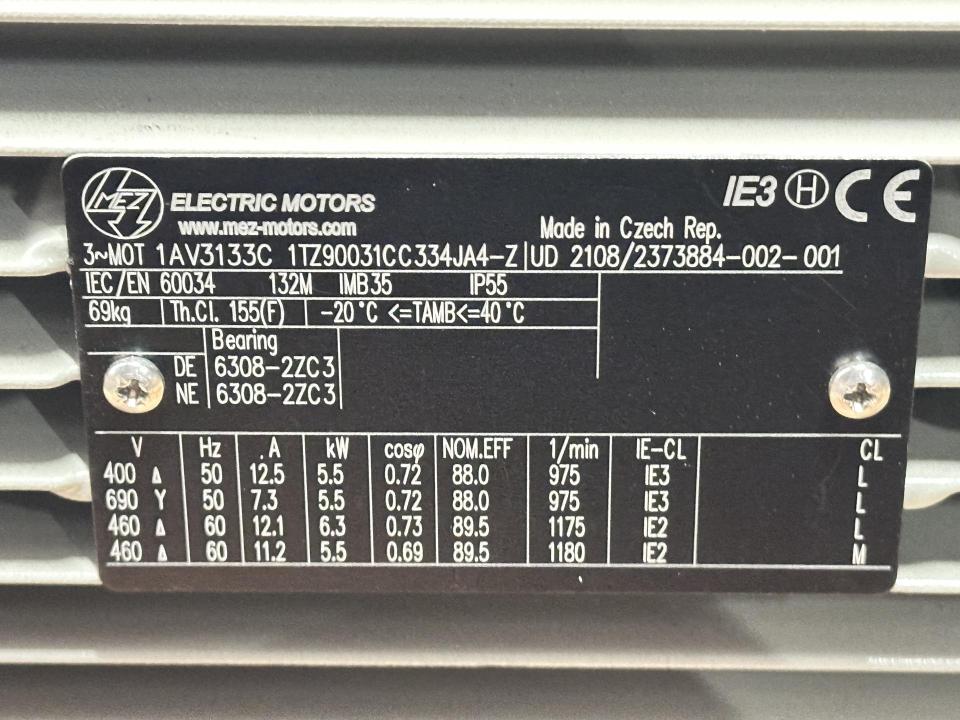 MEZ ELECTRIC MOTORS IE3 H CE
www.mez-motors.com Made in Czech Rep.
3~MOT 1AV3133C 1TZ90031CC334JA4-Z UD 2108/2373884-002-001
IEC/EN 60034 132M IMB35 IP55
69kg Th.Cl. 155(F) -20°C <=TAMB<=40°C
Bearing
DE 6308-2ZC3
NE 6308-2ZC3
V Hz A kW cosφ NOM.EFF 1/min IE-CL CL
400 Δ 50 12.5 5.5 0.72 88.0 975 IE3 L
690 Y 50 7.3 5.5 0.72 88.0 975 IE3 L
460 Δ 60 12.1 6.3 0.73 89.5 1175 IE2 L
460 Δ 60 11.2 5.5 0.69 89.5 1180 IE2 M